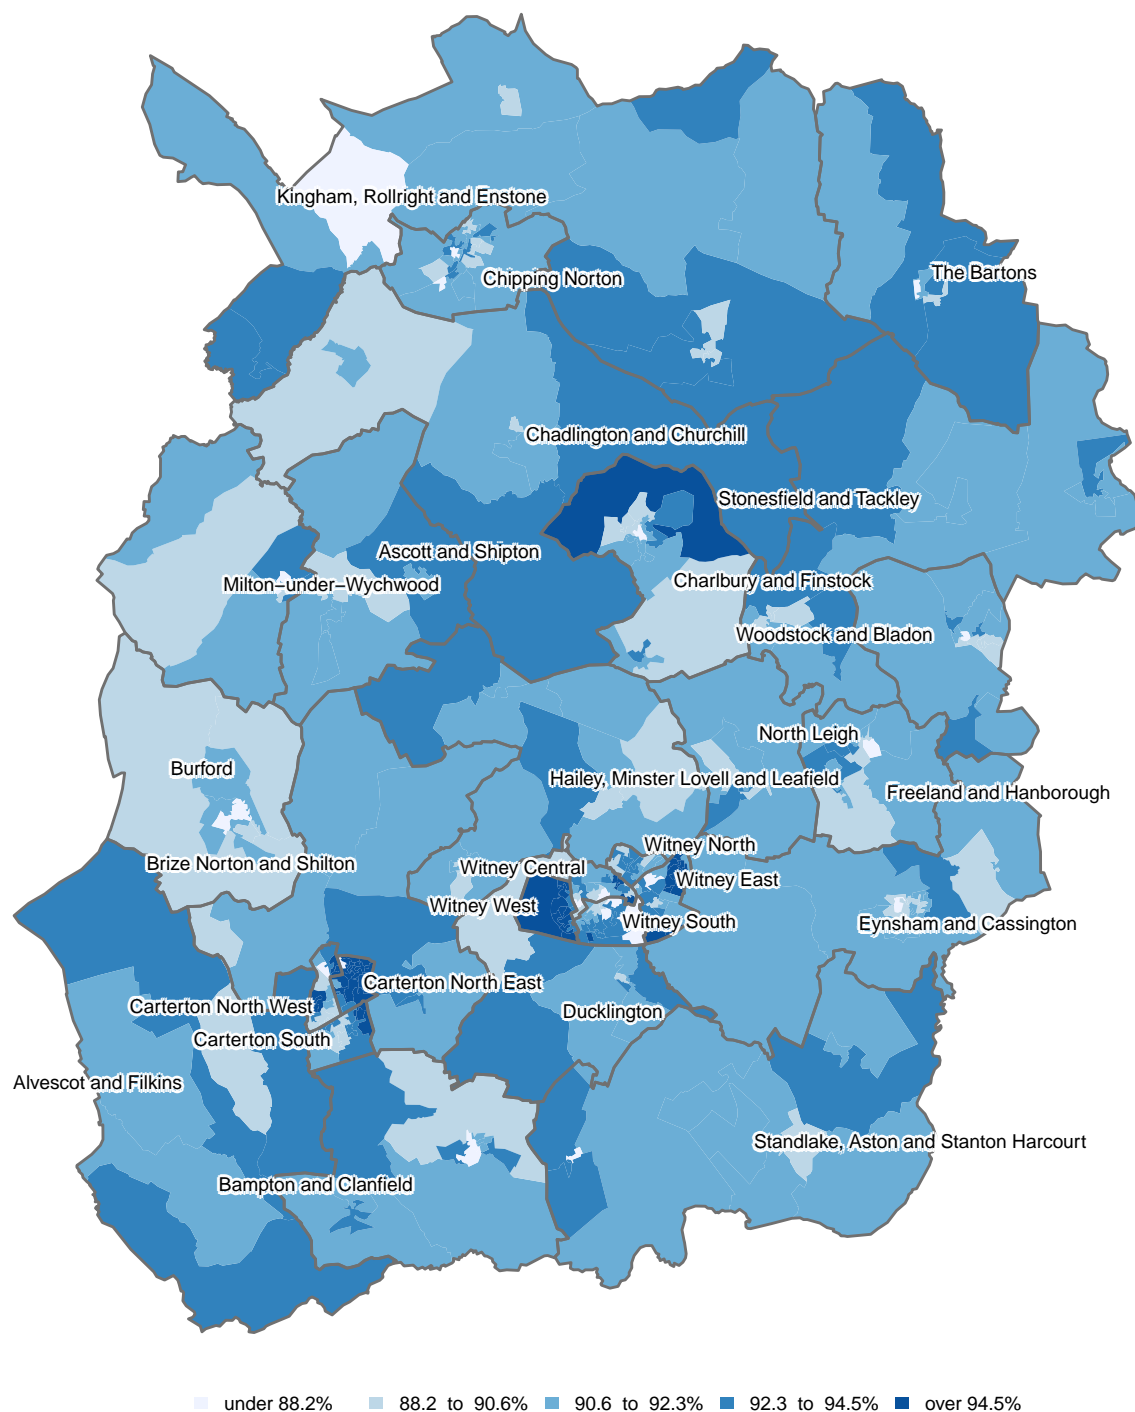 Kingham, Rollright and Enstone
The Bartons
Chipping Norton
Chadlington and Churchill
Stonesfield and Tackley
Ascott and Shipton
Charlbury and Finstock
Milton−under−Wychwood
Woodstock and Bladon
North Leigh
Burford
Hailey, Minster Lovell and Leafield
Freeland and Hanborough
Witney North
Brize Norton and Shilton
Witney Central
Witney East
Witney West
Witney South
Eynsham and Cassington
Carterton North East
Carterton North West
Ducklington
Carterton South
Alvescot and Filkins
Standlake, Aston and Stanton Harcourt
Bampton and Clanfield
under 88.2% 88.2 to 90.6% 90.6 to 92.3% 92.3 to 94.5% over 94.5%